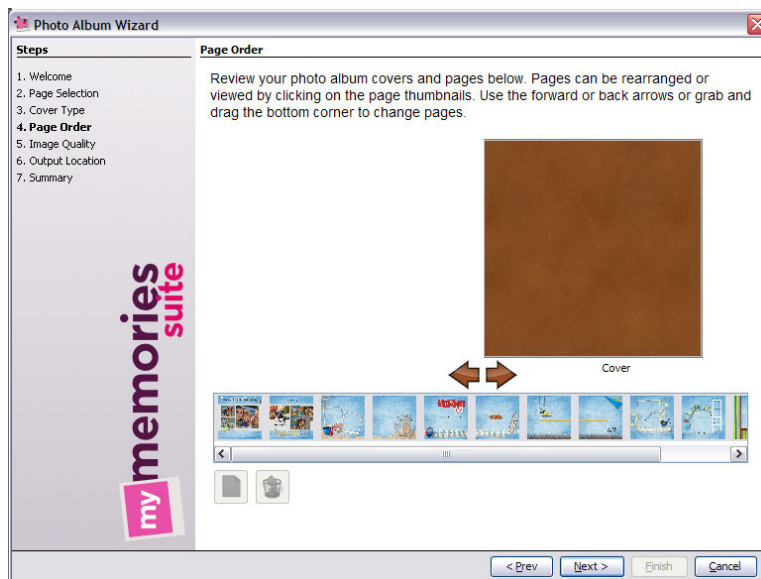 Photo Album Wizard
Steps
1. Welcome
2. Page Selection
3. Cover Type
4. Page Order
5. Image Quality
6. Output Location
7. Summary
my memories suite
Page Order
Review your photo album covers and pages below. Pages can be rearranged or
viewed by clicking on the page thumbnails. Use the forward or back arrows or grab and
drag the bottom corner to change pages.
Cover
< Prev
Next >
Finish
Cancel